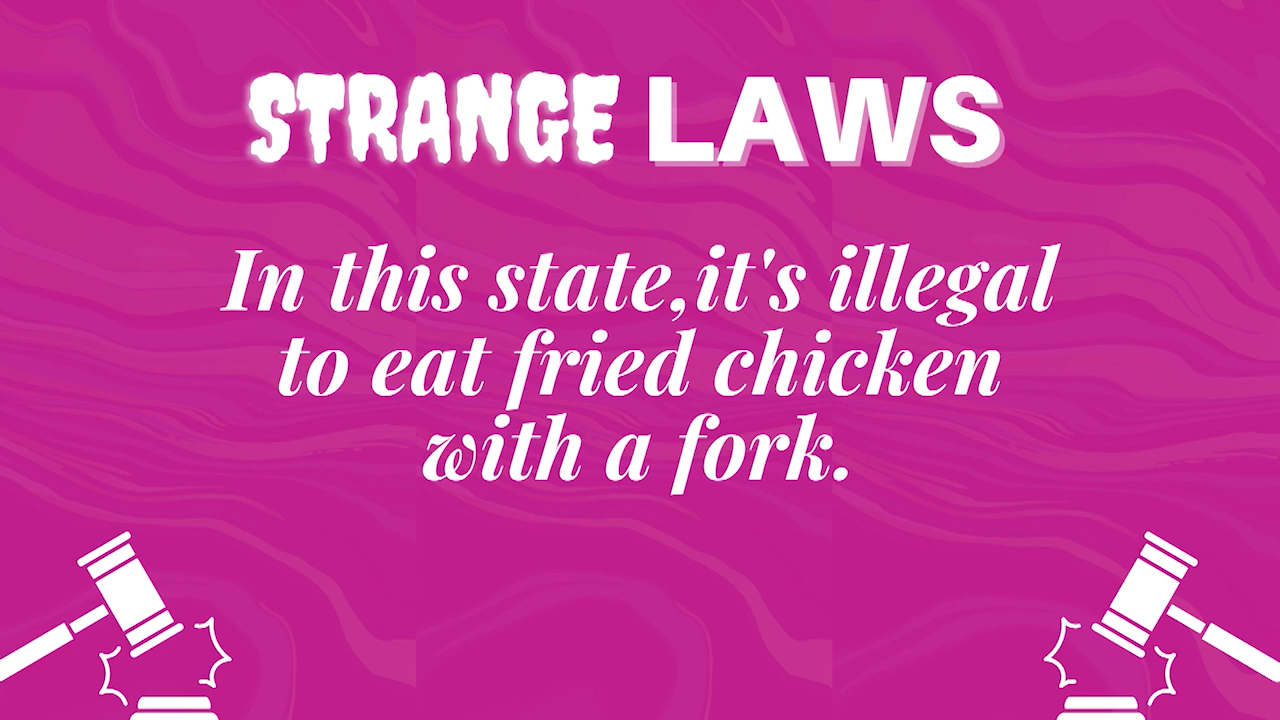 STRANGE LAWS
In this state,it's illegal
to eat fried chicken
with a fork.